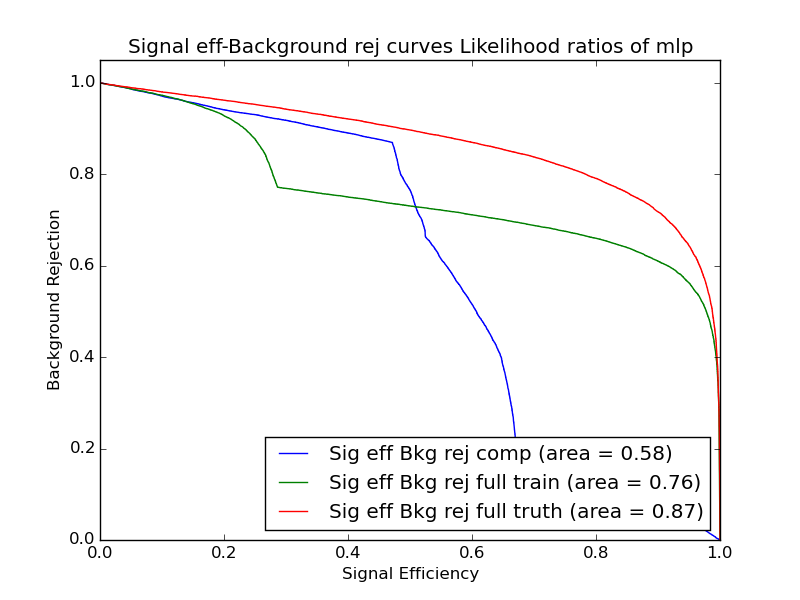 Signal eff-Background rej curves Likelihood ratios of mlp
1.0
0.8
0.6
0.4
0.2
0.0
Background Rejection
Sig eff Bkg rej comp (area = 0.58)
Sig eff Bkg rej full train (area = 0.76)
Sig eff Bkg rej full truth (area = 0.87)
0.0 0.2 0.4 0.6 0.8 1.0
Signal Efficiency